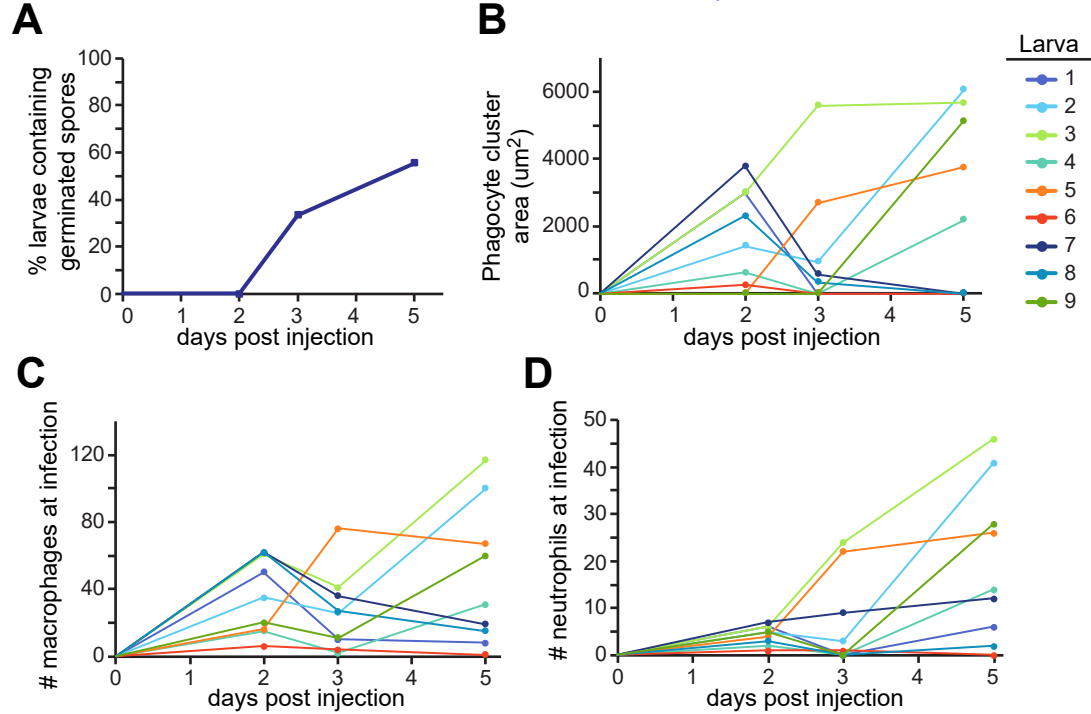 A
% larvae containing
germinated spores
100
80
60
40
20
0
0 1 2 3 4 5
days post injection
B
Phagocyte cluster
area (um2)
6000
4000
2000
0
0 1 2 3 4 5
days post injection
Larva
1
2
3
4
5
6
7
8
9
C
# macrophages at infection
120
80
40
0
0 1 2 3 4 5
days post injection
D
# neutrophils at infection
50
40
30
20
10
0
0 1 2 3 4 5
days post injection